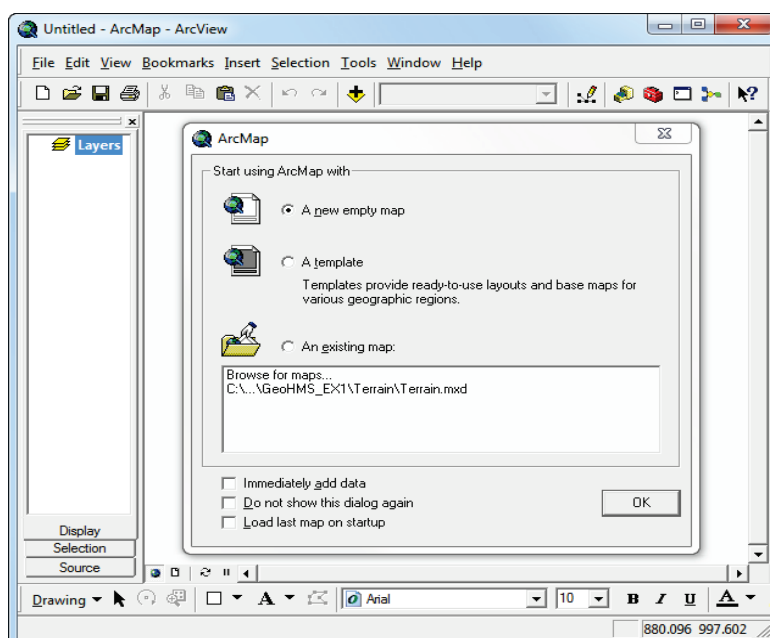 Untitled - ArcMap - ArcView
File Edit View Bookmarks Insert Selection Tools Window Help
Layers
ArcMap
Start using ArcMap with
A new empty map
A template
Templates provide ready-to-use layouts and base maps for
various geographic regions.
An existing map:
Browse for maps...
C:\...\GeoHMS_EX1\Terrain\Terrain.mxd
Immediately add data
Do not show this dialog again
OK
Load last map on startup
Display
Selection
Source
Drawing A Arial 10 B I U A
880.096 997.602